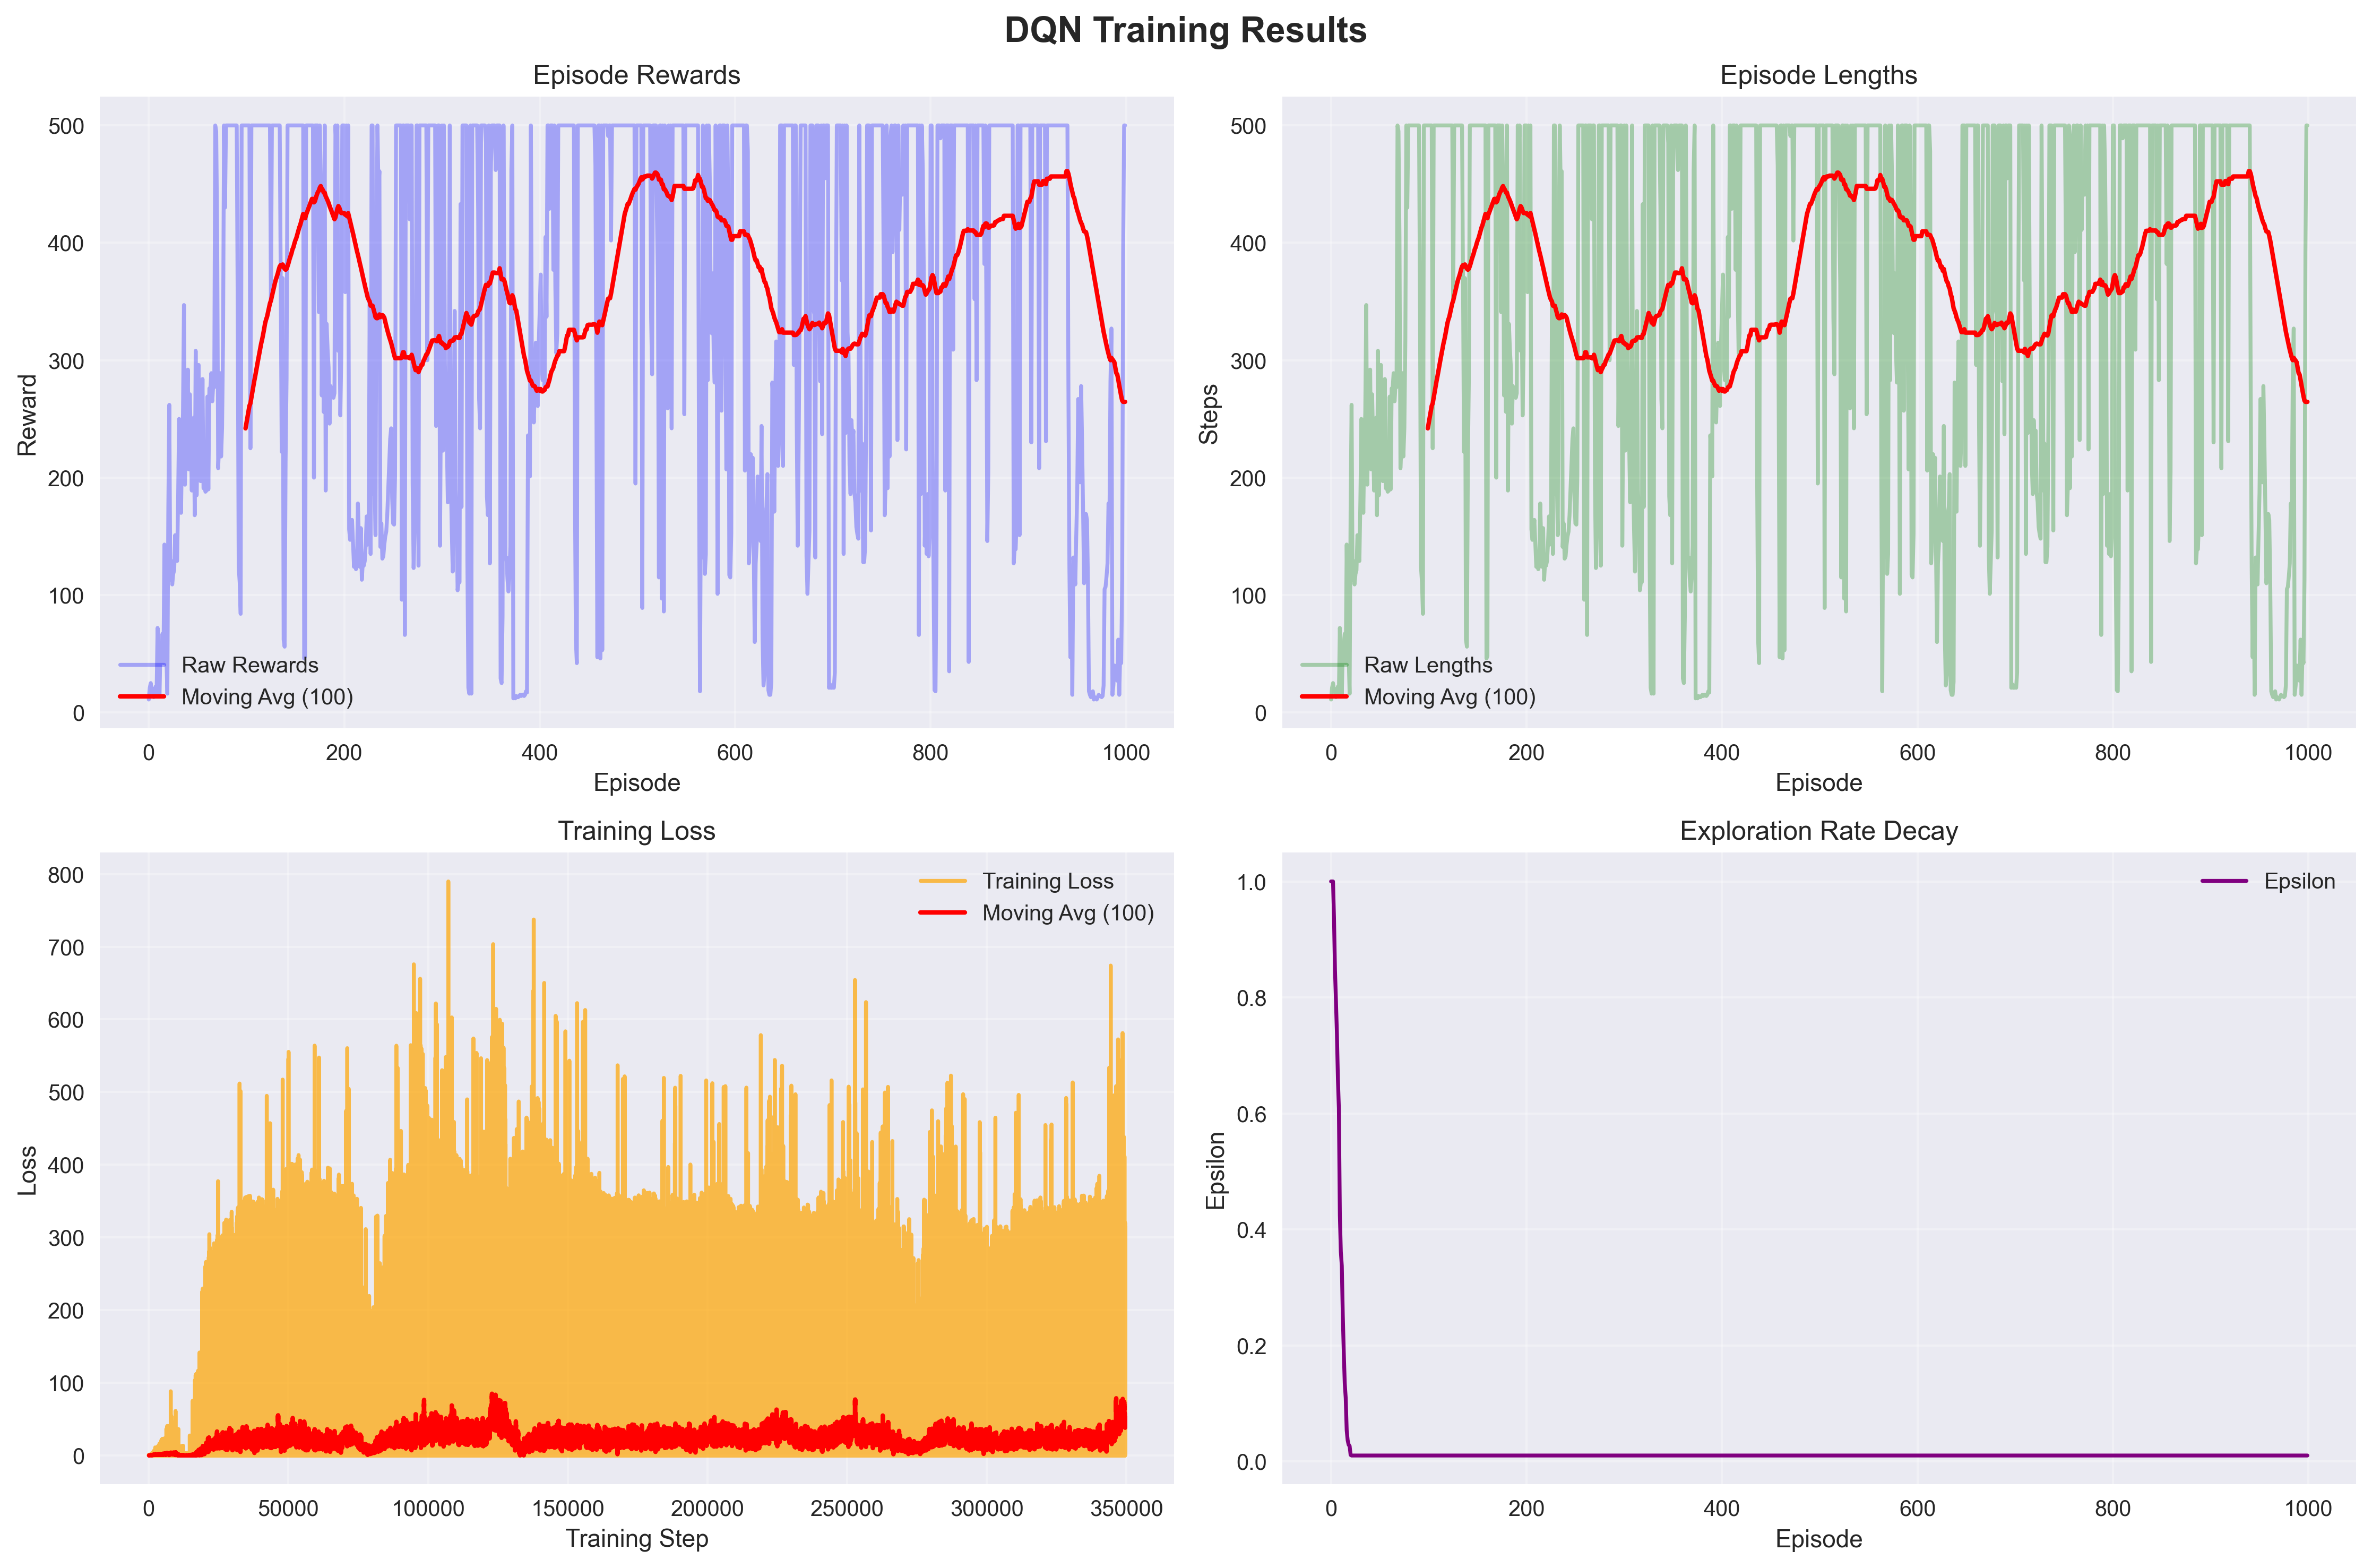 DQN Training Results
Episode Rewards
500
400
300
200
100
0
Reward
Raw Rewards
Moving Avg (100)
0 200 400 600 800 1000
Episode
Episode Lengths
500
400
300
200
100
0
Steps
Raw Lengths
Moving Avg (100)
0 200 400 600 800 1000
Episode
Training Loss
800
700
600
500
400
300
200
100
0
Loss
Training Loss
Moving Avg (100)
0 50000 100000 150000 200000 250000 300000 350000
Training Step
Exploration Rate Decay
1.0
0.8
0.6
0.4
0.2
0.0
Epsilon
Epsilon
0 200 400 600 800 1000
Episode